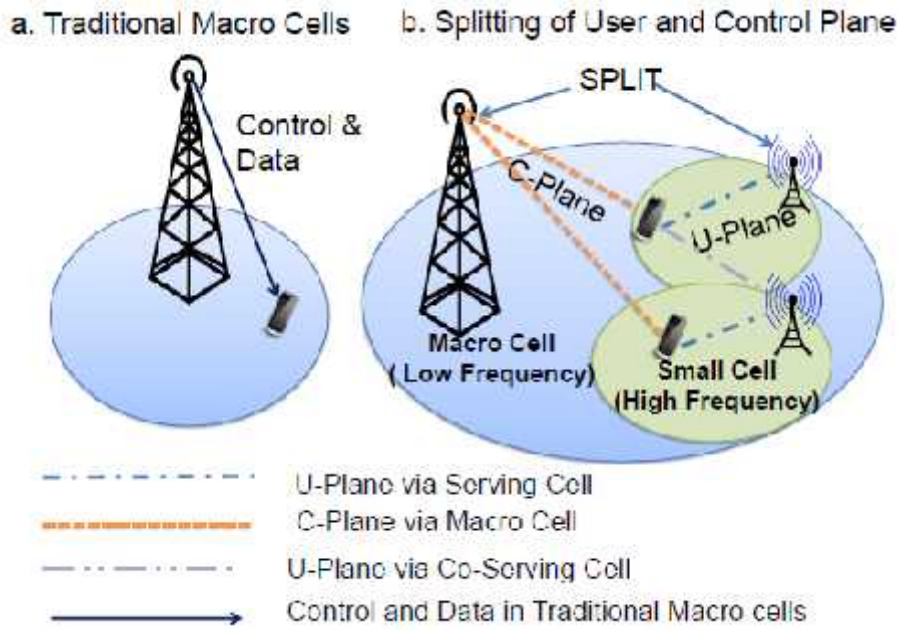 a. Traditional Macro Cells
b. Splitting of User and Control Plane
SPLIT
Control &
Data
C-Plane
U-Plane
Macro Cell
( Low Frequency)
Small Cell
(High Frequency)
U-Plane via Serving Cell
C-Plane via Macro Cell
U-Plane via Co-Serving Cell
Control and Data in Traditional Macro cells